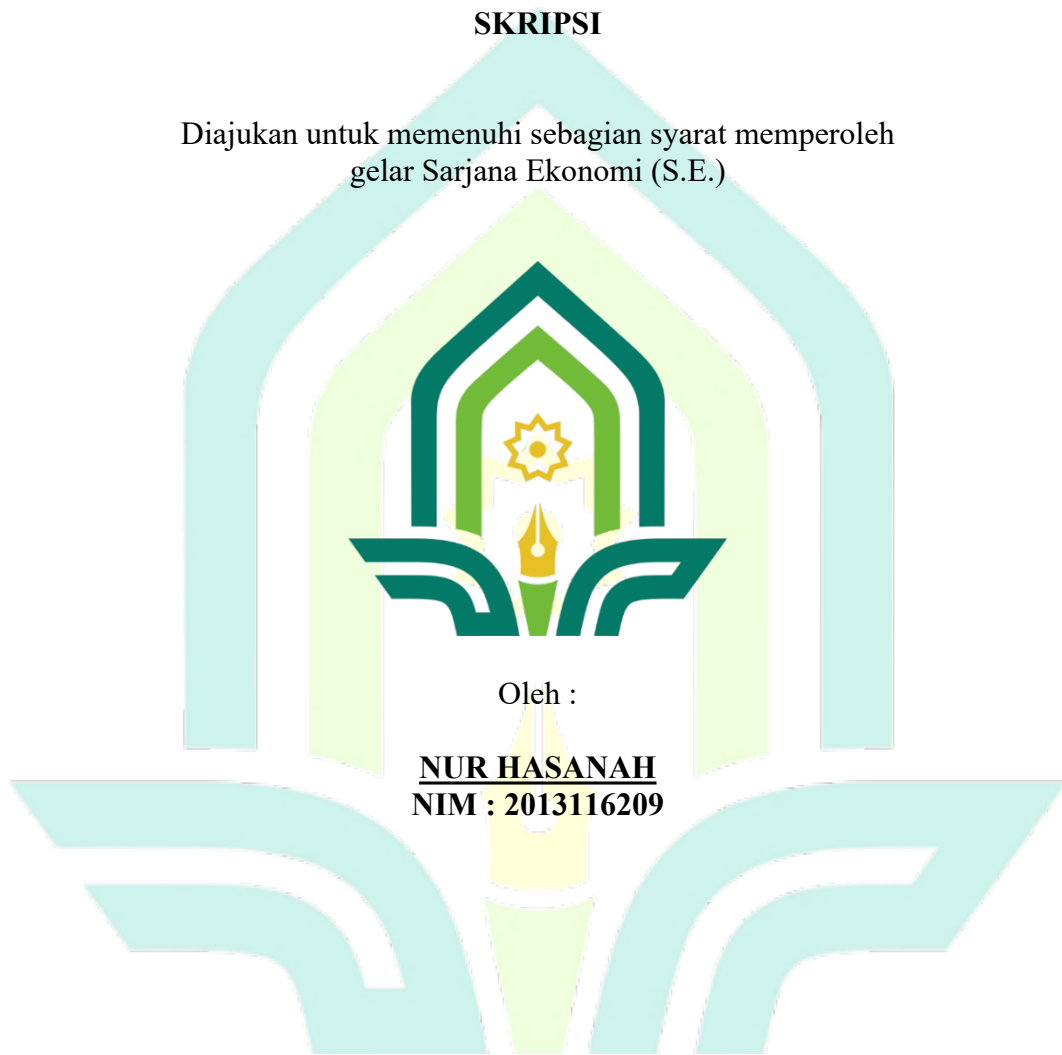 SKRIPSI
Diajukan untuk memenuhi sebagian syarat memperoleh
gelar Sarjana Ekonomi (S.E.)
Oleh :
NUR HASANAH
NIM : 2013116209